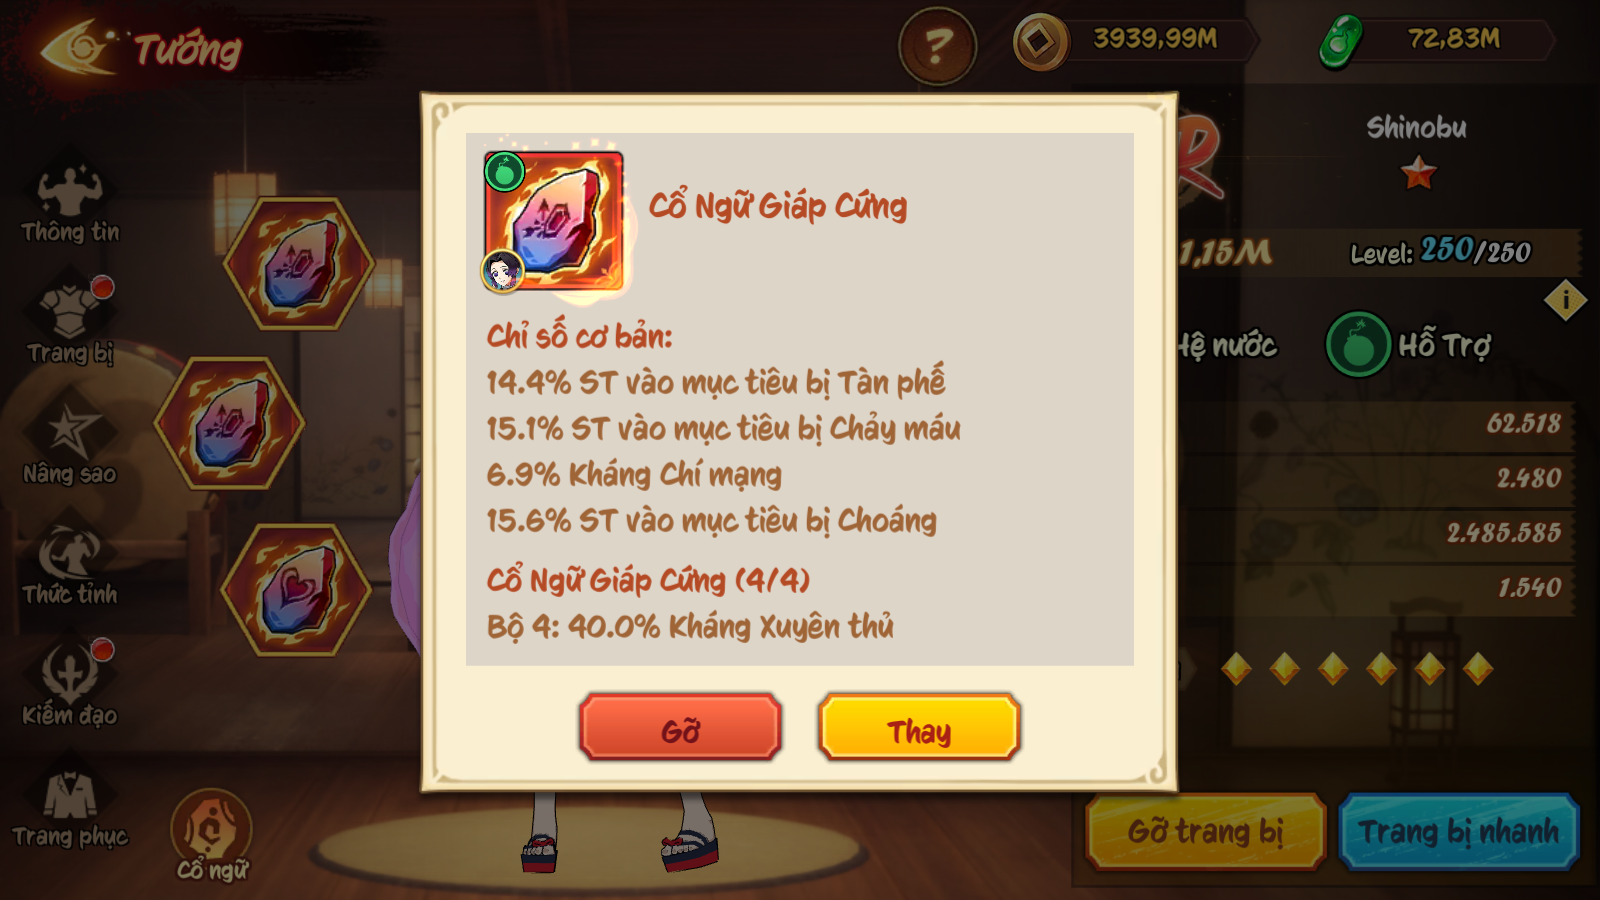 Tướng
?
3939,99M
72,83M
Thông tin
Trang bị
Nâng sao
Thức tỉnh
Kiếm đạo
Trang phục
Cổ ngữ
Cổ Ngữ Giáp Cứng
Chỉ số cơ bản:
14.4% ST vào mục tiêu bị Tàn phế
15.1% ST vào mục tiêu bị Chảy máu
6.9% Kháng Chí mạng
15.6% ST vào mục tiêu bị Choáng
Cổ Ngữ Giáp Cứng (4/4)
Bộ 4: 40.0% Kháng Xuyên thủ
Gỡ
Thay
R
Shinobu
1,15M
Level: 250/250
i
Hệ nước
Hỗ Trợ
62.518
2.480
2.485.585
1.540
Gỡ trang bị
Trang bị nhanh